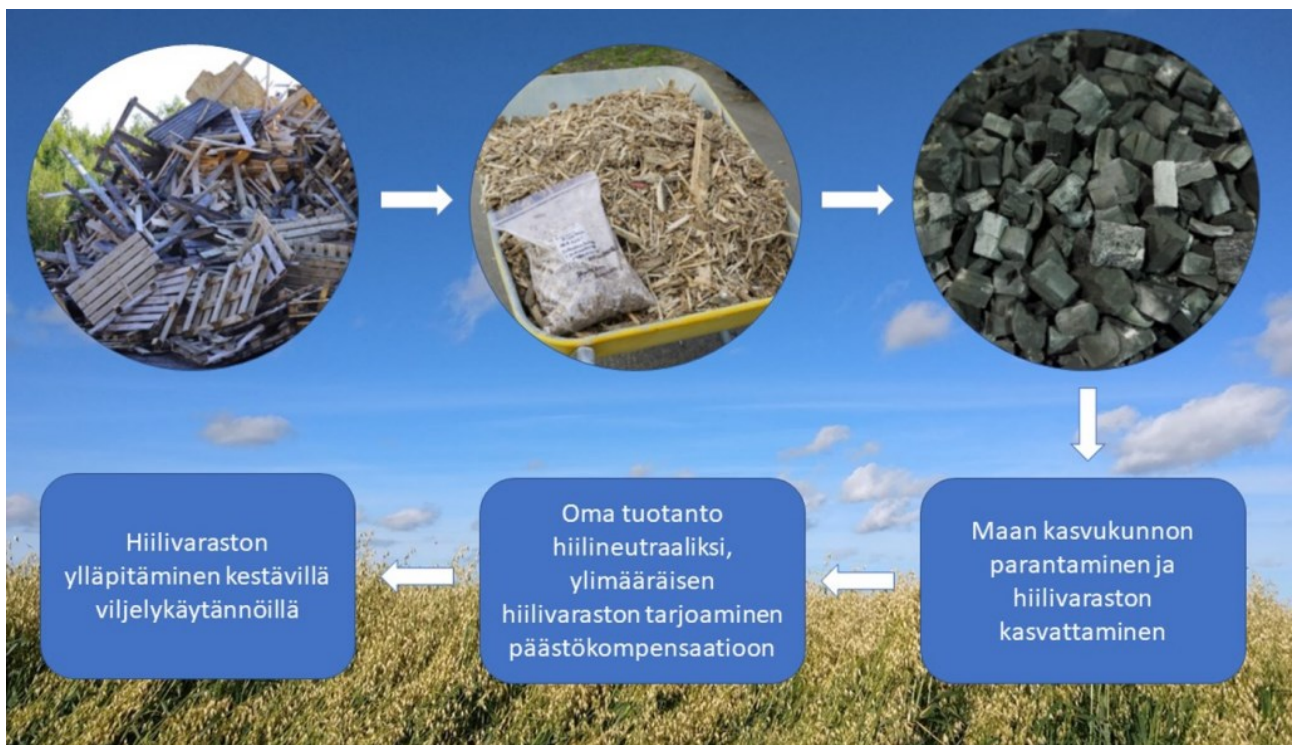 Maan kasvukunnon
parantaminen ja
hiilivaraston
kasvattaminen
Oma tuotanto
hiilineutraaliksi,
ylimääräisen
hiilivaraston tarjoaminen
päästökompensaatioon
Hiilivaraston
ylläpitäminen kestävillä
viljelykäytännöillä